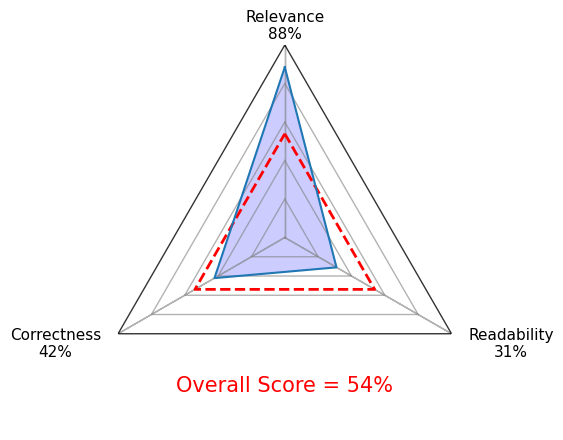 Relevance
88%
Correctness
42%
Readability
31%
Overall Score = 54%